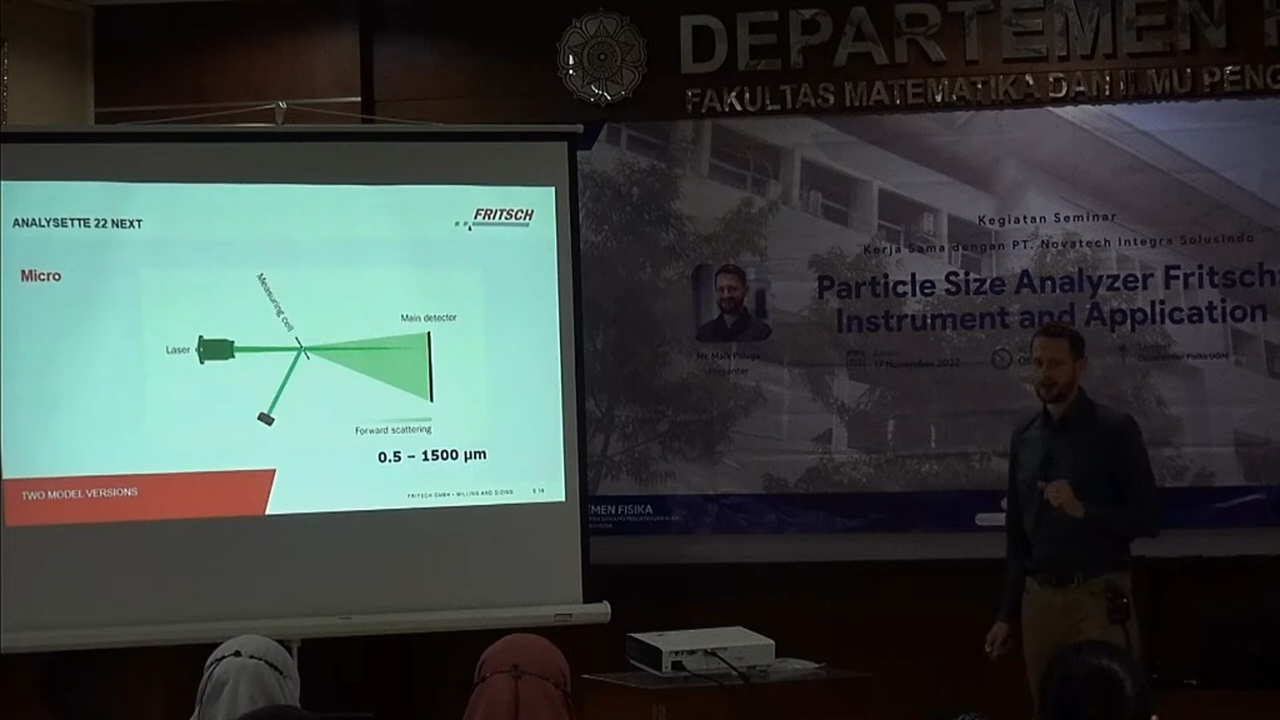 DEPARTEMEN
FAKULTAS MATEMATIKA DAN ILMU PENG
ANALYSETTE 22 NEXT
FRITSCH
Micro
Measuring cell
Main detector
Laser
Forward scattering
0.5 – 1500 µm
TWO MODEL VERSIONS
FRITSCH GMBH • MILLING AND SIZING
Kegiatan Seminar
Kerja Sama dengan PT. Novatech Integra Solusindo
Particle Size Analyzer Fritsch
Instrument and Application
17 November 2022
MEN FISIKA